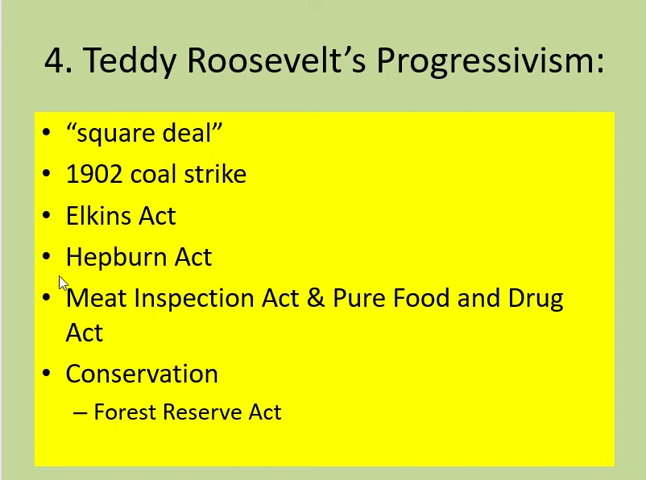 4. Teddy Roosevelt’s Progressivism:
• “square deal”
• 1902 coal strike
• Elkins Act
• Hepburn Act
• Meat Inspection Act & Pure Food and Drug
Act
• Conservation
– Forest Reserve Act